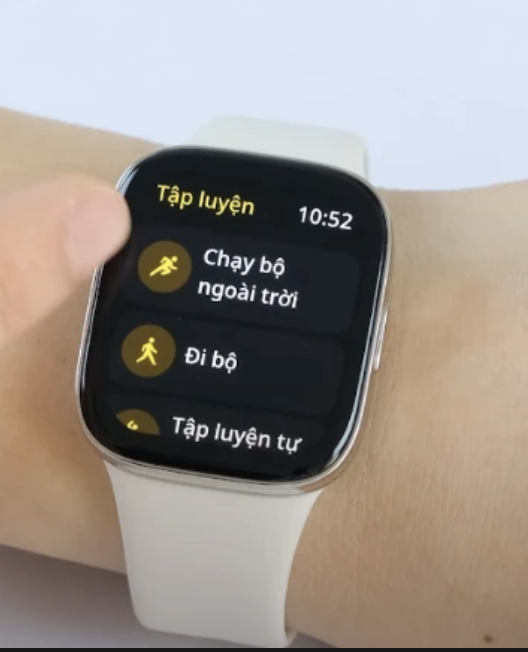 Tập luyện
10:52
Chạy bộ
ngoài trời
Đi bộ
Tập luyện tự